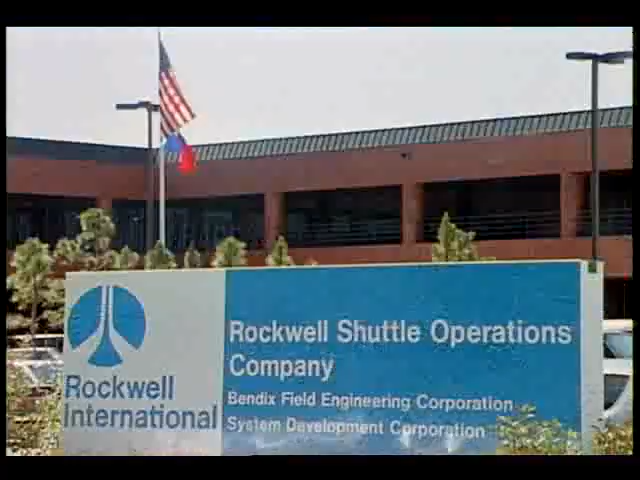 Rockwell
International
Rockwell Shuttle Operations
Company
Bendix Field Engineering Corporation
System Development Corporation